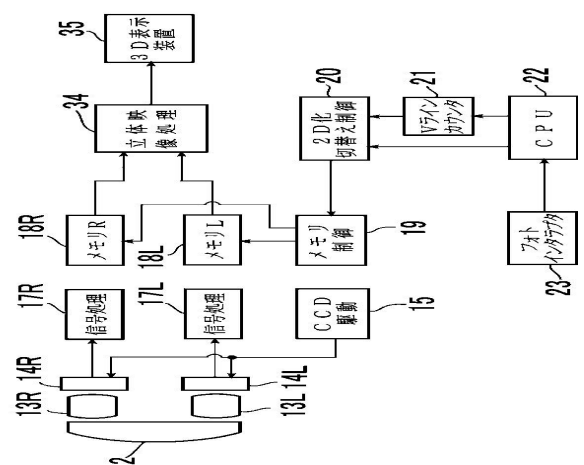 35
3D表示
装置
34
立体映
像処理
20
2D化
切替え制御
21
Vライン
カウンタ
22
CPU
18R
メモリR
18L
メモリL
メモリ
制御
19
フォト
インタラプタ
23
17R
信号処理
17L
信号処理
CCD
駆動
15
14R
14L
13R
13L
2